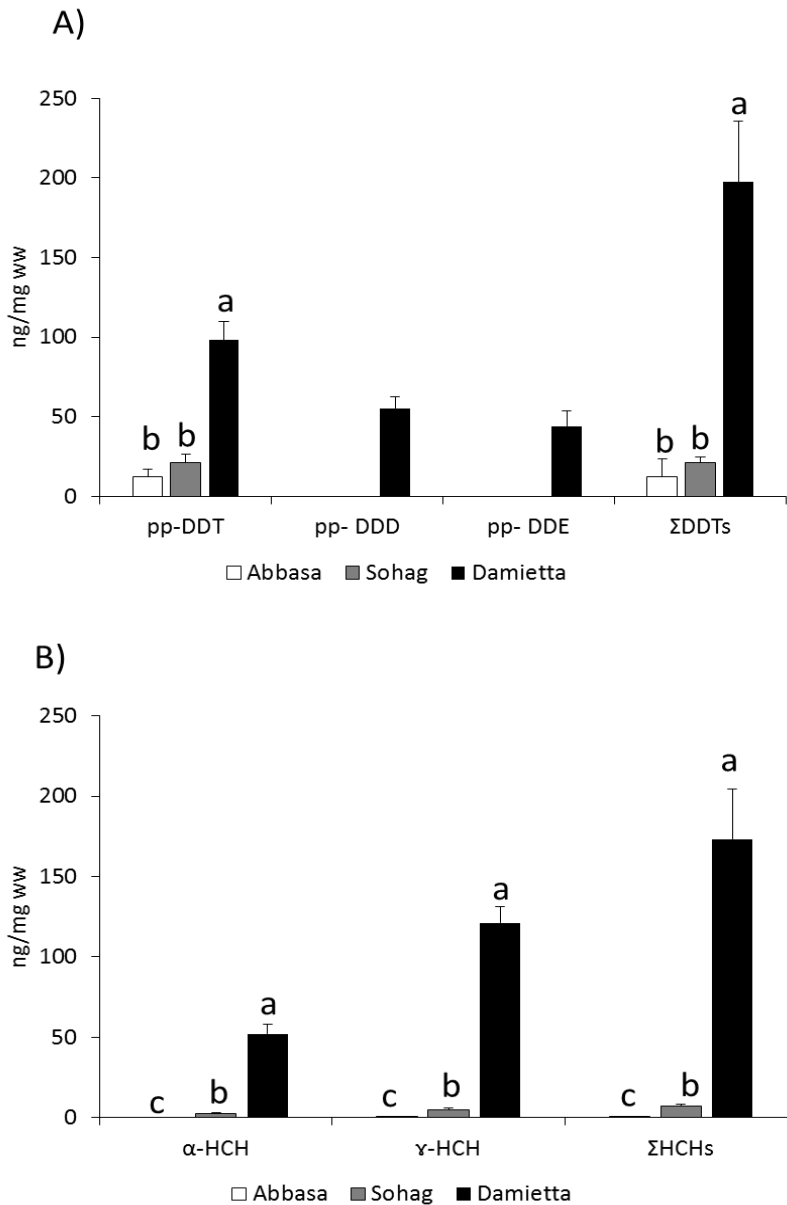 A)
250
a
200
150
a
ng/mg ww
100
50
b b b b
0
pp-DDT pp- DDD pp- DDE ΣDDTs
Abbasa Sohag Damietta
B)
250
a
200
150
a
ng/mg ww
100
a
50
c b c b c b
0
α-HCH ɤ-HCH ΣHCHs
Abbasa Sohag Damietta